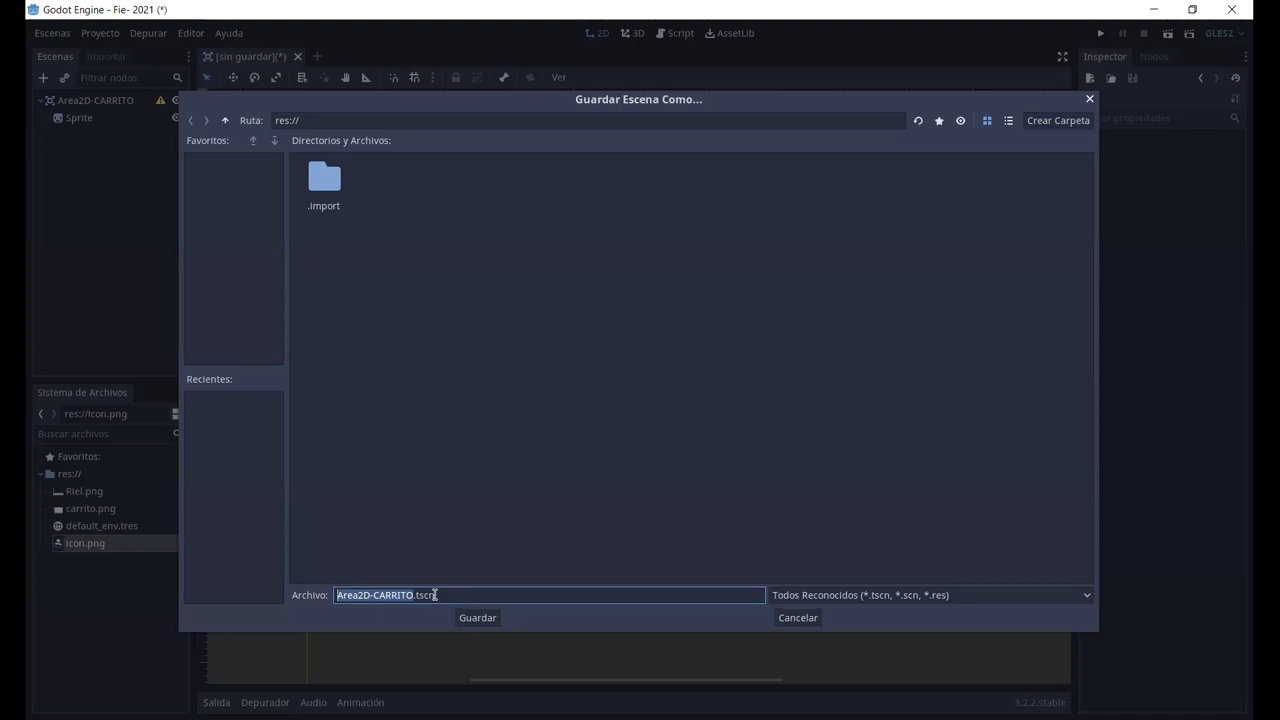 Godot Engine - Fie- 2021 (*)
Escenas Proyecto Depurar Editor Ayuda
2D 3D Script AssetLib
GLES2
Escenas Importar
[sin guardar](*)
Inspector Nodos
Filtrar nodos
Ver
Area2D-CARRITO
Sprite
Guardar Escena Como...
Ruta: res://
Crear Carpeta
ar propiedades
Favoritos:
Directorios y Archivos:
.import
Recientes:
Sistema de Archivos
res://icon.png
Buscar archivos
Favoritos:
res://
Riel.png
carrito.png
default_env.tres
icon.png
Archivo: Area2D-CARRITO.tscn
Todos Reconocidos (*.tscn, *.scn, *.res)
Guardar
Cancelar
Salida Depurador Audio Animación
3.2.2.stable